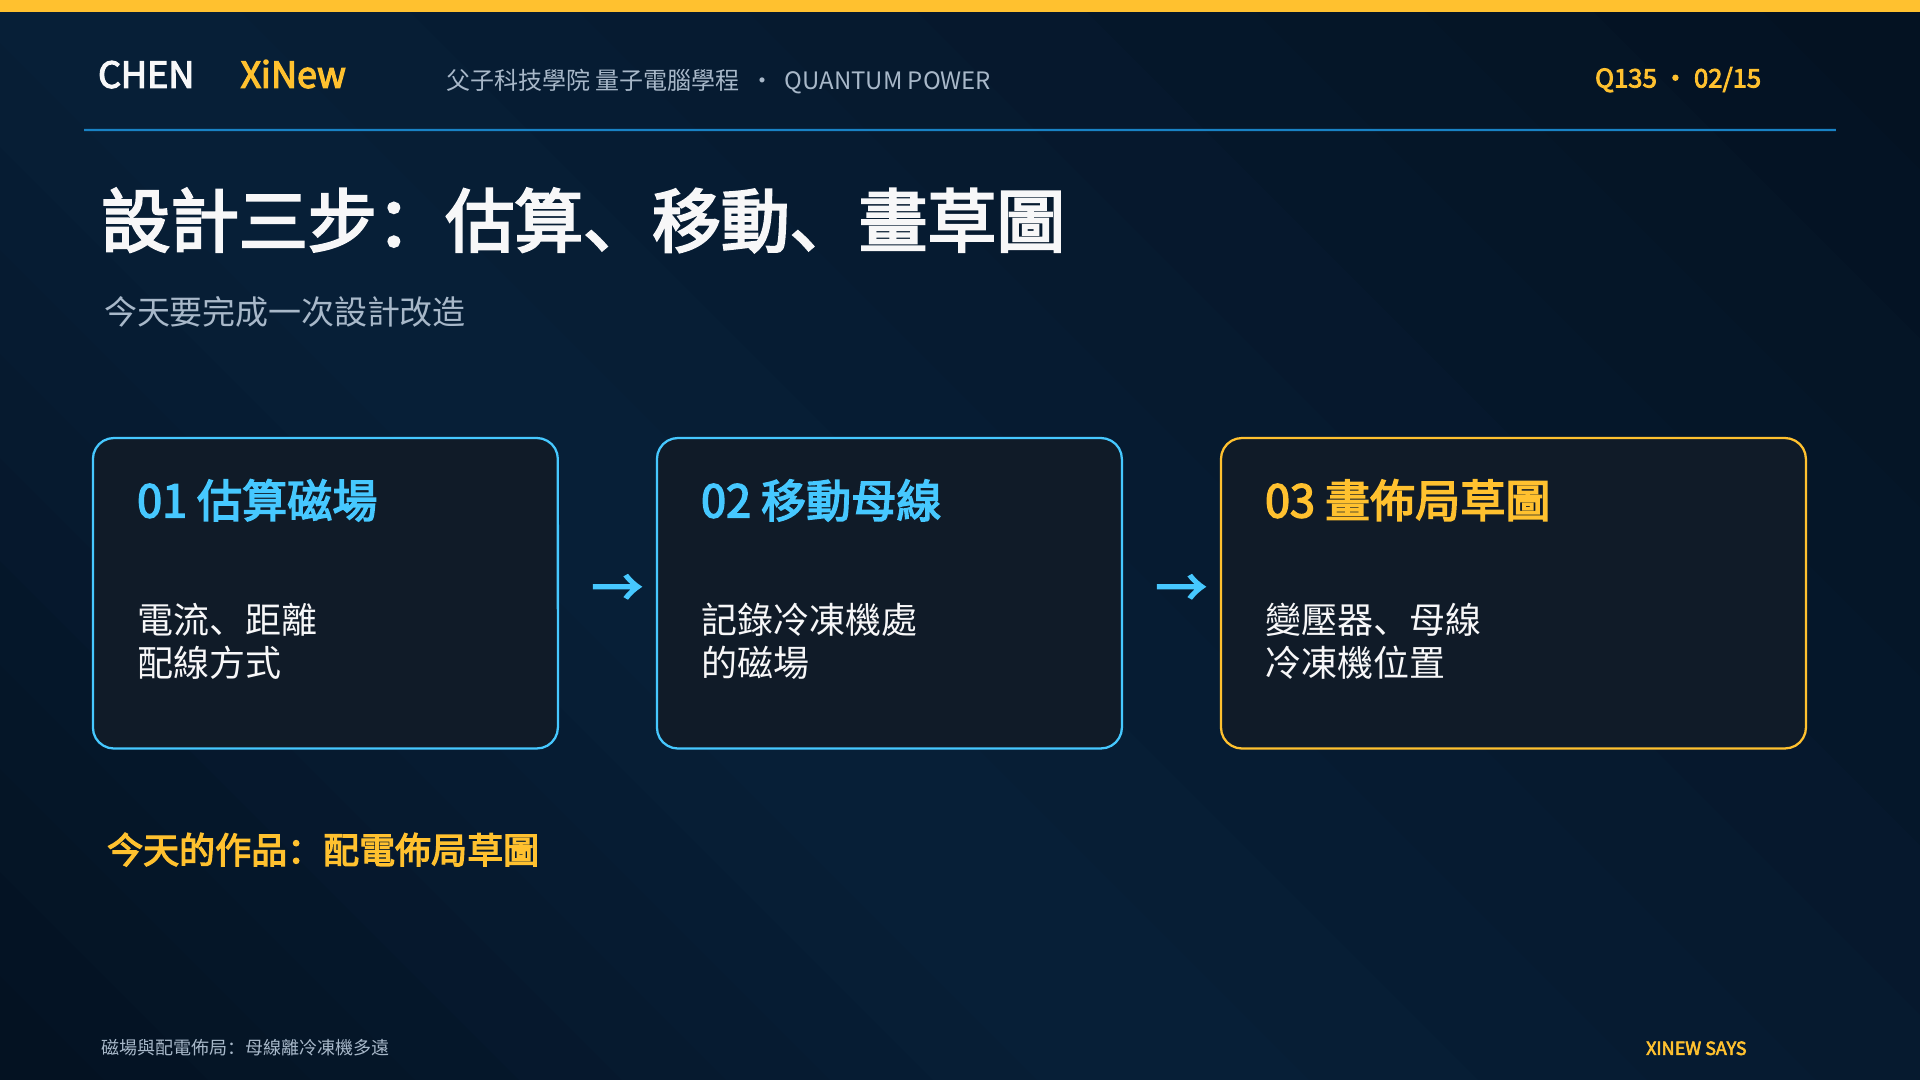 CHEN XiNew 父子科技學院 量子電腦學程 • QUANTUM POWER Q135 • 02/15
設計三步：估算、移動、畫草圖
今天要完成一次設計改造
01 估算磁場
電流、距離
配線方式
→
02 移動母線
記錄冷凍機處
的磁場
→
03 畫佈局草圖
變壓器、母線
冷凍機位置
今天的作品：配電佈局草圖
磁場與配電佈局：母線離冷凍機多遠
XINEW SAYS